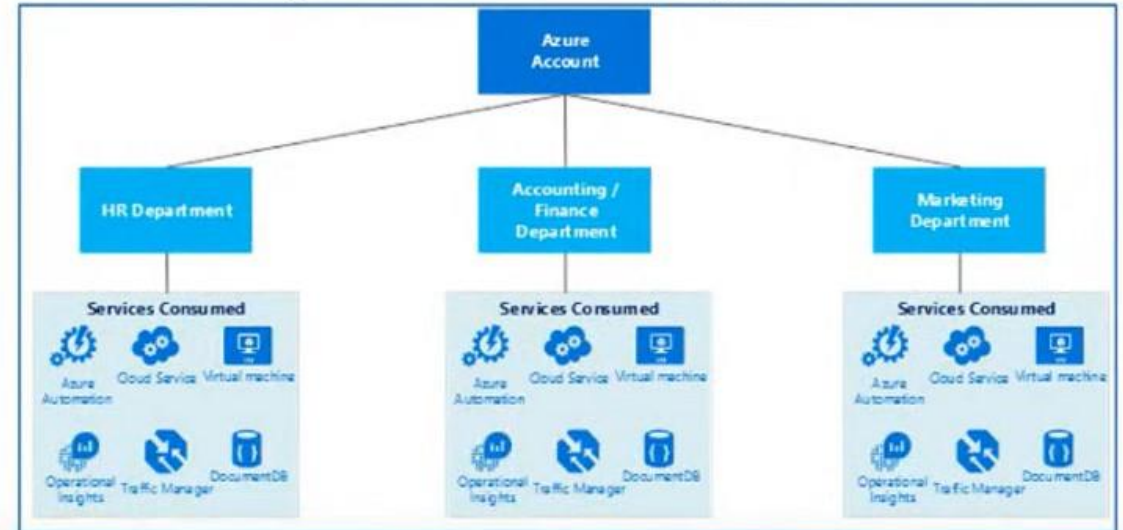 Azure
Account
HR Department
Accounting /
Finance
Department
Marketing
Department
Services Consumed
Azure
Automation
Cloud Service
Virtual machine
Operational
Insights
Traffic Manager
DocumentDB
Services Consumed
Azure
Automation
Cloud Service
Virtual machine
Operational
Insights
Traffic Manager
DocumentDB
Services Consumed
Azure
Automation
Cloud Service
Virtual machine
Operational
Insights
Traffic Manager
DocumentDB